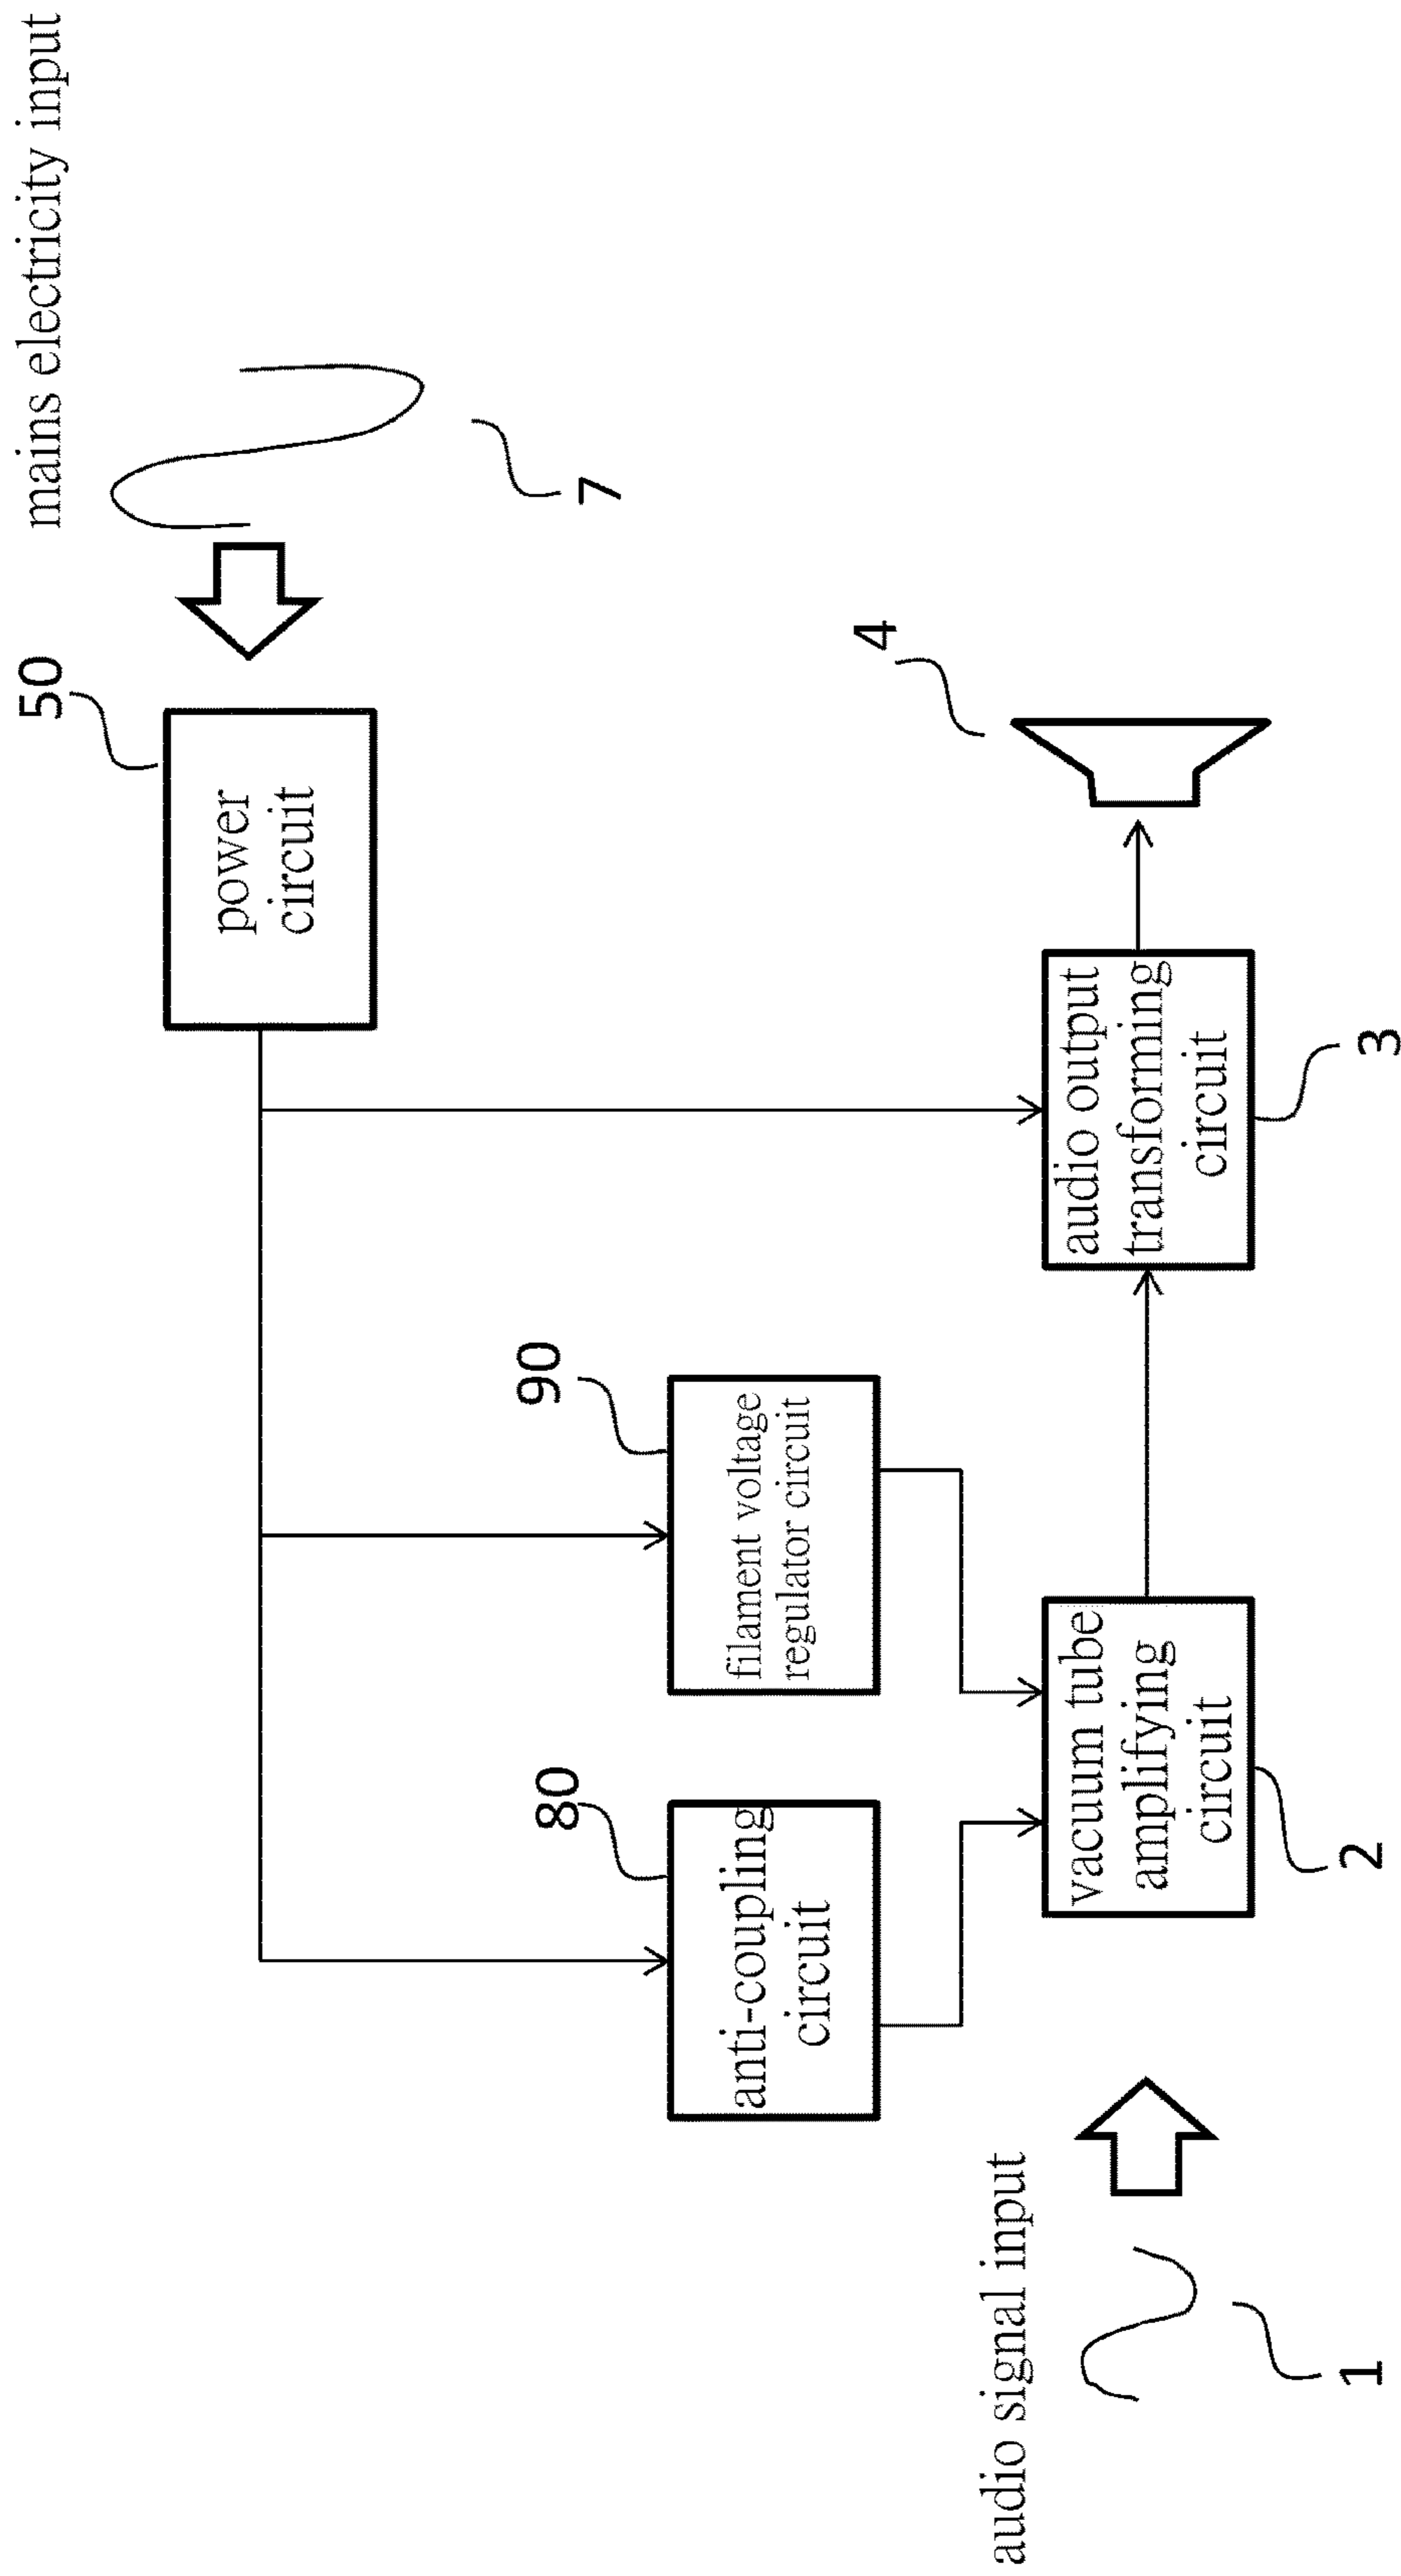 mains electricity input
50
power
circuit
7
4
90
filament voltage
regulator circuit
80
anti-coupling
circuit
audio output
transforming
circuit
3
vacuum tube
amplifying
circuit
2
audio signal input
1